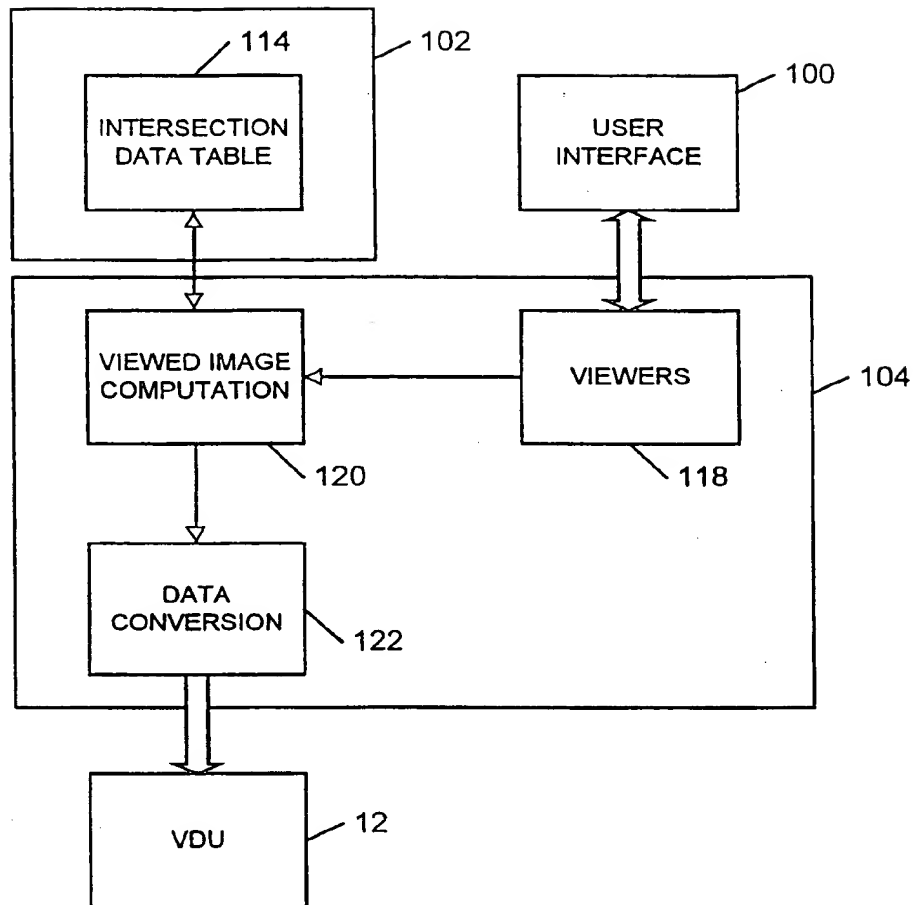 114
102
100
INTERSECTION
DATA TABLE
USER
INTERFACE
VIEWED IMAGE
COMPUTATION
VIEWERS
104
120
118
DATA
CONVERSION
122
VDU
12